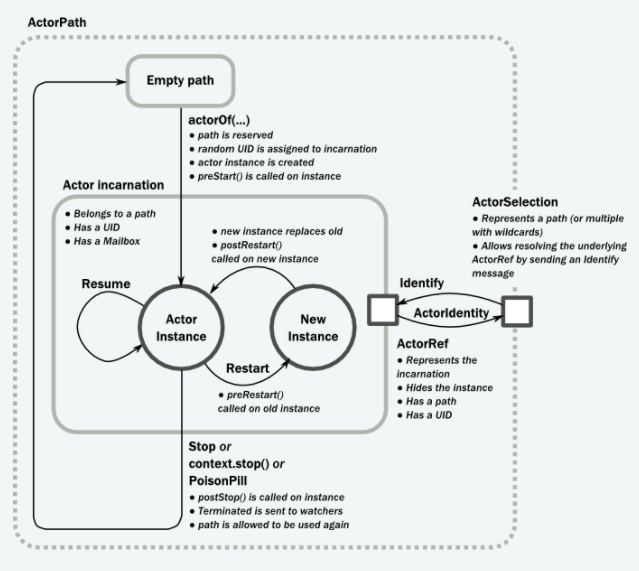 ActorPath
Empty path
actorOf(...)
• path is reserved
• random UID is assigned to incarnation
• actor instance is created
• preStart() is called on instance
Actor incarnation
• Belongs to a path
• Has a UID
• Has a Mailbox
• new instance replaces old
• postRestart()
called on new instance
ActorSelection
• Represents a path (or multiple
with wildcards)
• Allows resolving the underlying
ActorRef by sending an Identify
message
Resume
Actor
Instance
New
Instance
Identify
ActorIdentity
Restart
• preRestart()
called on old instance
ActorRef
• Represents the
incarnation
• Hides the instance
• Has a path
• Has a UID
Stop or
context.stop() or
PoisonPill
• postStop() is called on instance
• Terminated is sent to watchers
• path is allowed to be used again